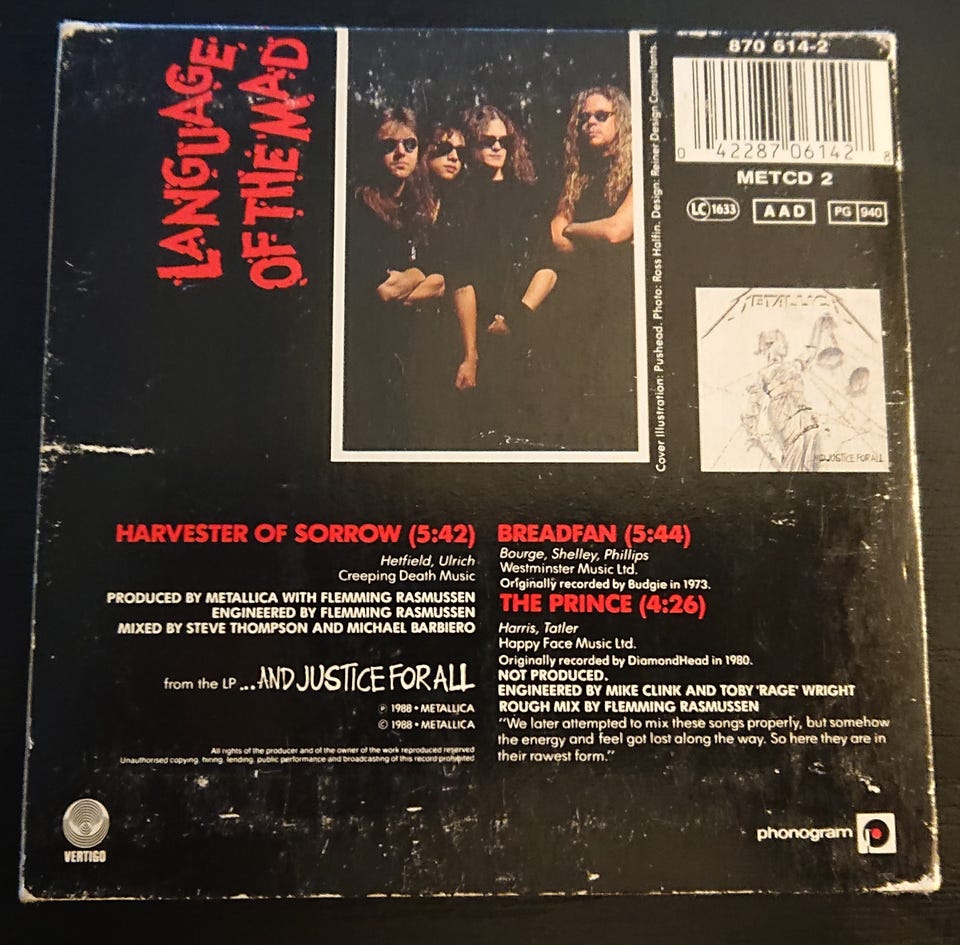 LANGUAGE
OF THE MAD
Cover Illustration: Pushead. Photo: Ross Halfin. Design: Reiner Design Consultants.
870 614-2
0 42287 06142 8
METCD 2
LC 1633
AAD
PG 940
METALLICA
...AND JUSTICE FOR ALL
HARVESTER OF SORROW (5:42)
Hetfield, Ulrich
Creeping Death Music
PRODUCED BY METALLICA WITH FLEMMING RASMUSSEN
ENGINEERED BY FLEMMING RASMUSSEN
MIXED BY STEVE THOMPSON AND MICHAEL BARBIERO
from the LP ...AND JUSTICE FOR ALL
℗ 1988 • METALLICA
© 1988 • METALLICA
All rights of the producer and of the owner of the work reproduced reserved
Unauthorised copying, hiring, lending, public performance and broadcasting of this record prohibited
BREADFAN (5:44)
Bourge, Shelley, Phillips
Westminster Music Ltd.
Originally recorded by Budgie in 1973.
THE PRINCE (4:26)
Harris, Tatler
Happy Face Music Ltd.
Originally recorded by DiamondHead in 1980.
NOT PRODUCED.
ENGINEERED BY MIKE CLINK AND TOBY 'RAGE' WRIGHT
ROUGH MIX BY FLEMMING RASMUSSEN
"We later attempted to mix these songs properly, but somehow
the energy and feel got lost along the way. So here they are in
their rawest form."
VERTIGO
phonogram